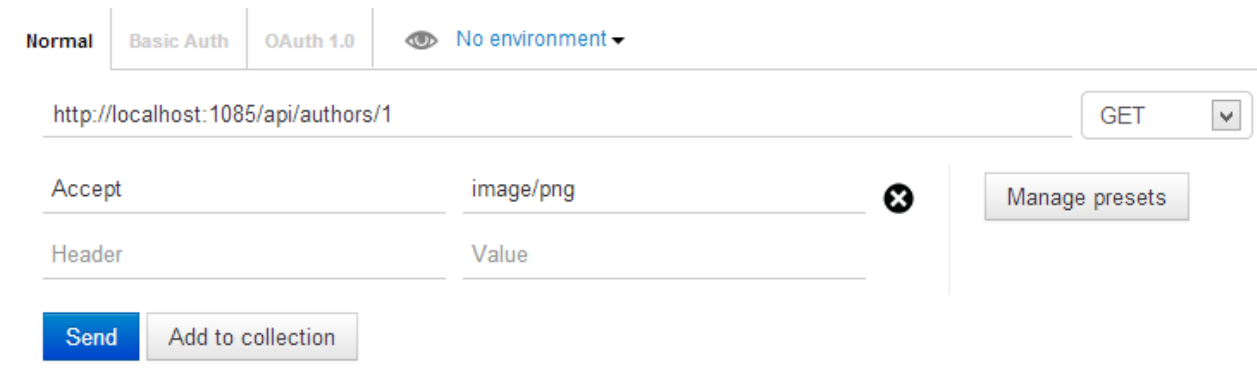 Normal Basic Auth OAuth 1.0 No environment
http://localhost:1085/api/authors/1 GET
Accept image/png Manage presets
Header Value
Send Add to collection